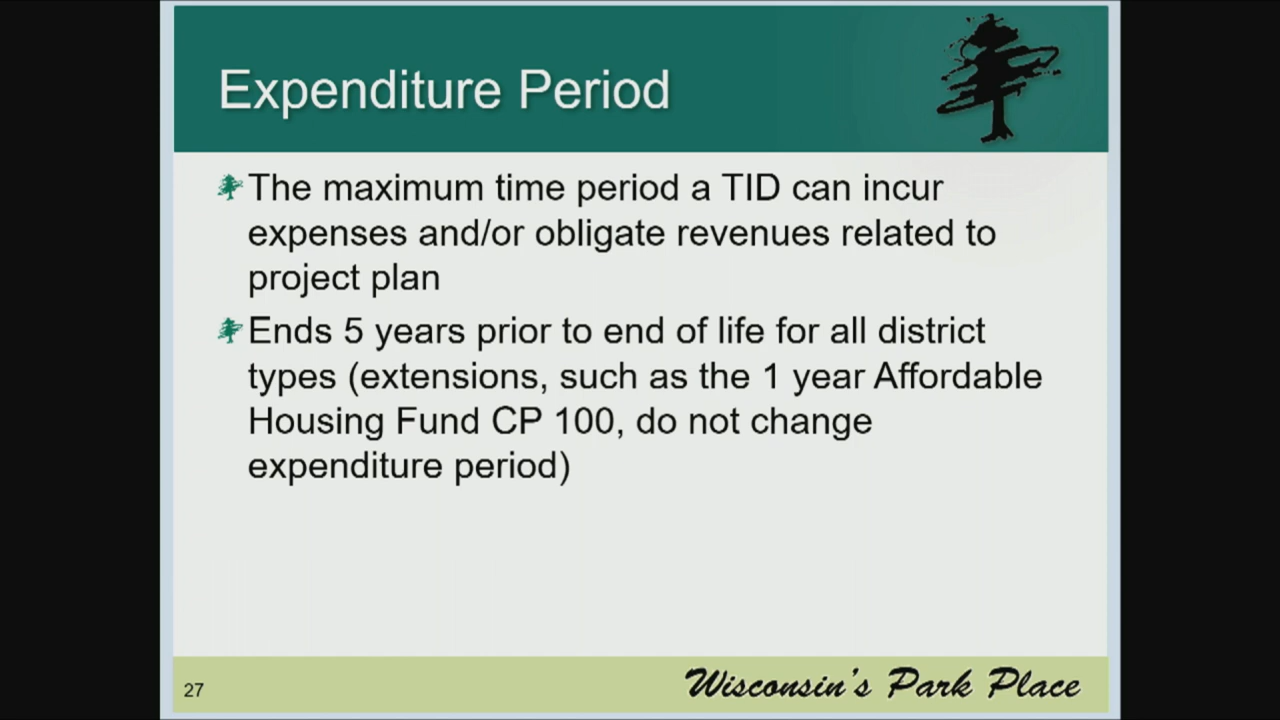 Expenditure Period
The maximum time period a TID can incur
expenses and/or obligate revenues related to
project plan
Ends 5 years prior to end of life for all district
types (extensions, such as the 1 year Affordable
Housing Fund CP 100, do not change
expenditure period)
27
Wisconsin's Park Place